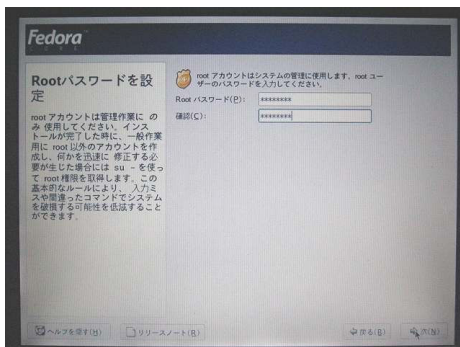 Fedora
CORE
Rootパスワードを設
定
root アカウントは管理作業に の
み 使用してください。インス
トールが完了した時に、一般作業
用に root 以外のアカウントを作
成し、何かを迅速に 修正する必
要が生じた場合には su - を使っ
て root 権限を取得します。この
基本的なルールにより、 入力ミ
スや間違ったコマンドでシステム
を破損する可能性を低減すること
ができます。
root アカウントはシステムの管理に使用します。root ユー
ザーのパスワードを入力してください。
Root パスワード(P):
********
確認(C):
********
ヘルプを隠す(H)
リリースノート(R)
戻る(B)
次(N)